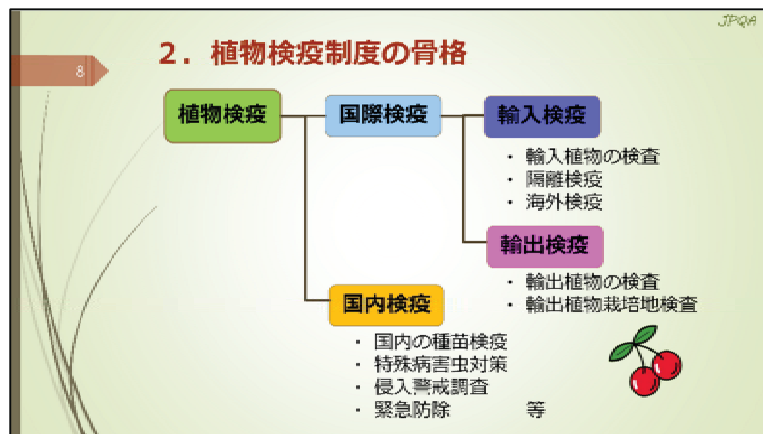 JPQA
8
2．植物検疫制度の骨格
植物検疫
国際検疫
輸入検疫
・ 輸入植物の検査
・ 隔離検疫
・ 海外検疫
輸出検疫
・ 輸出植物の検査
・ 輸出植物栽培地検査
国内検疫
・ 国内の種苗検疫
・ 特殊病害虫対策
・ 侵入警戒調査
・ 緊急防除 等